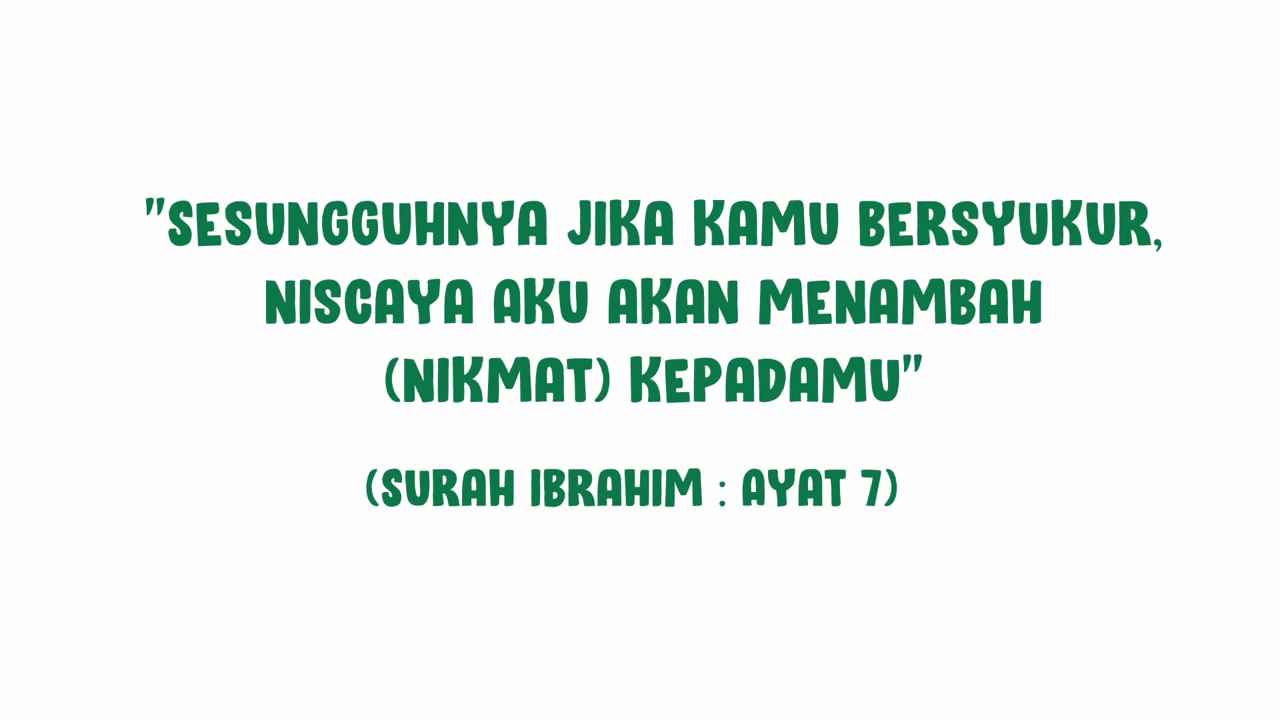 "SESUNGGUHNYA JIKA KAMU BERSYUKUR,
NISCAYA AKU AKAN MENAMBAH
(NIKMAT) KEPADAMU"
(SURAH IBRAHIM : AYAT 7)